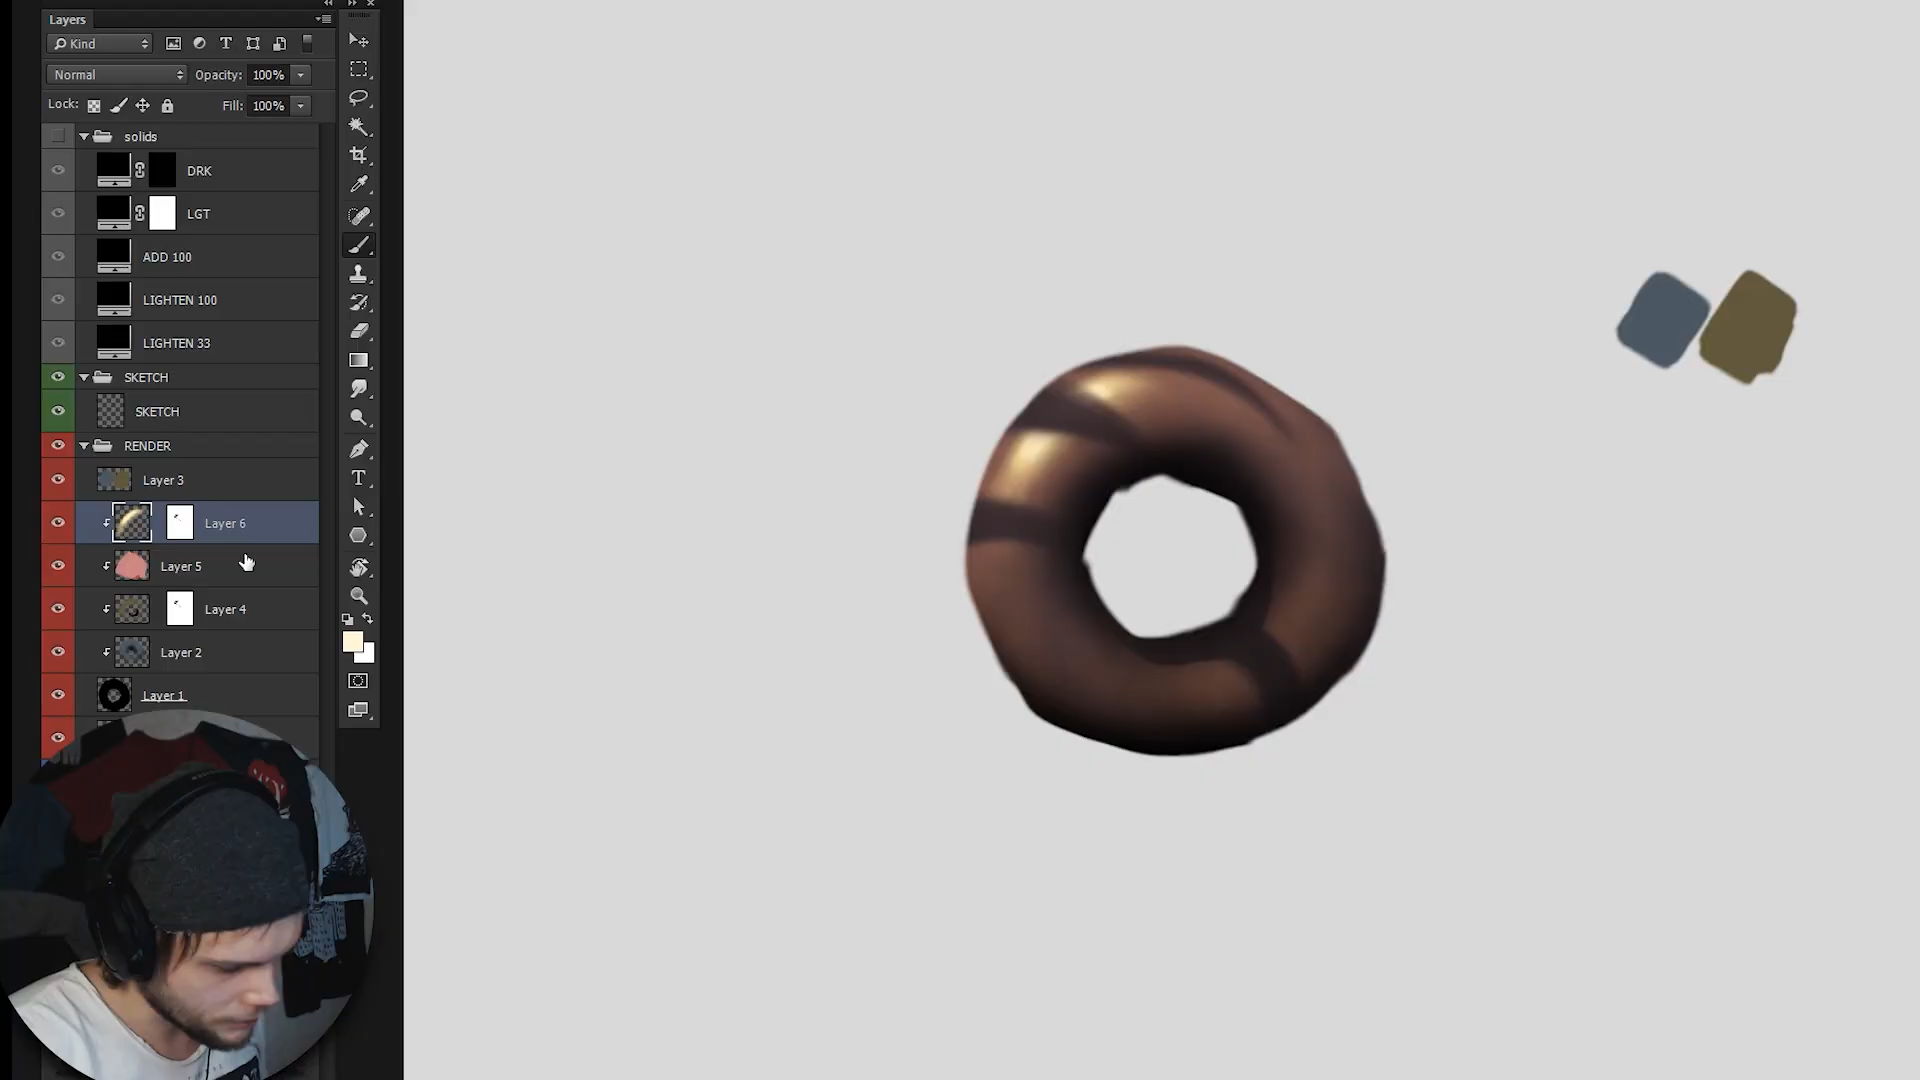 Layers
Kind
Normal Opacity: 100%
Lock: Fill: 100%
solids
DRK
LGT
ADD 100
LIGHTEN 100
LIGHTEN 33
SKETCH
SKETCH
RENDER
Layer 3
Layer 6
Layer 5
Layer 4
Layer 2
Layer 1